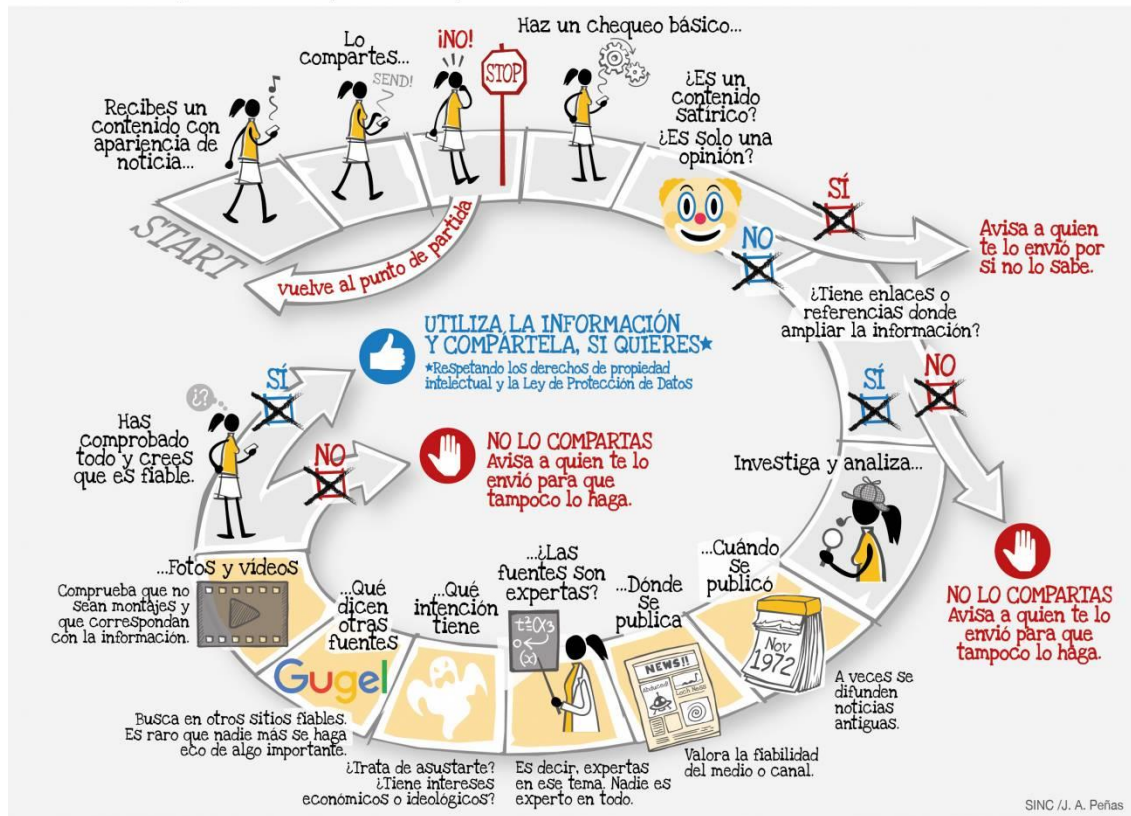 START
Recibes un
contenido con
apariencia de
noticia...
Lo
compartes...
SEND!
¡NO!
STOP
vuelve al punto de partida
Haz un chequeo básico...
¿Es un
contenido
satírico?
¿Es solo una
opinión?
SÍ
Avisa a quien
te lo envió por
si no lo sabe.
NO
¿Tiene enlaces o
referencias donde
ampliar la información?
SÍ
NO
NO LO COMPARTAS
Avisa a quien te lo
envió para que
tampoco lo haga.
Investiga y analiza...
...Cuándo
se
publicó
NOV
1972
A veces se
difunden
noticias
antiguas.
...Dónde
se
publica
NEWS!!
Abduced!
Loch Ness
Valora la fiabilidad
del medio o canal.
...¿Las
fuentes son
expertas?
Es decir, expertas
en ese tema. Nadie es
experto en todo.
...Qué
intención
tiene
¿Trata de asustarte?
¿Tiene intereses
económicos o ideológicos?
...Qué
dicen
otras
fuentes
Gugel
Busca en otros sitios fiables.
Es raro que nadie más se haga
eco de algo importante.
...Fotos y vídeos
Comprueba que no
sean montajes y
que correspondan
con la información.
¿?
Has
comprobado
todo y crees
que es fiable.
SÍ
UTILIZA LA INFORMACIÓN
Y COMPÁRTELA, SI QUIERES★
★Respetando los derechos de propiedad
intelectual y la Ley de Protección de Datos
NO
NO LO COMPARTAS
Avisa a quien te lo
envió para que
tampoco lo haga.
SINC /J. A. Peñas